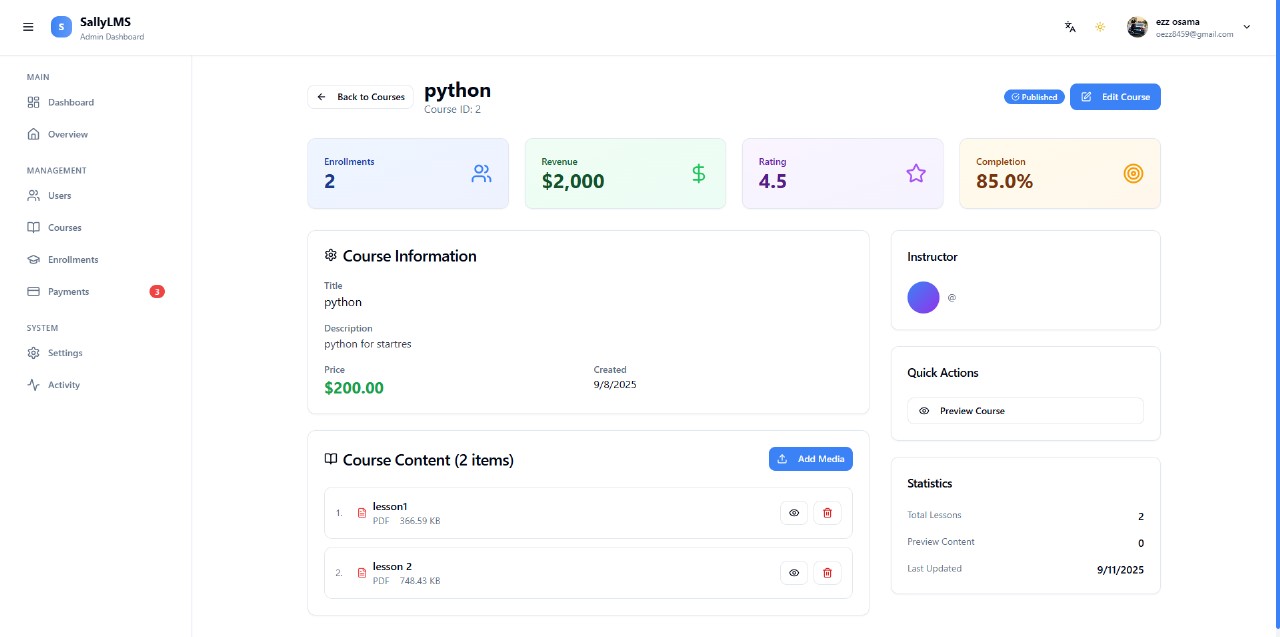 S
SallyLMS
Admin Dashboard
ezz osama
oezz8459@gmail.com
MAIN
Dashboard
Overview
MANAGEMENT
Users
Courses
Enrollments
Payments
3
SYSTEM
Settings
Activity
Back to Courses
python
Course ID: 2
Published
Edit Course
Enrollments
2
Revenue
$2,000
Rating
4.5
Completion
85.0%
Course Information
Title
python
Description
python for startres
Price
$200.00
Created
9/8/2025
Course Content (2 items)
Add Media
1. lesson1
PDF 366.59 KB
2. lesson 2
PDF 748.43 KB
Instructor
@
Quick Actions
Preview Course
Statistics
Total Lessons 2
Preview Content 0
Last Updated 9/11/2025